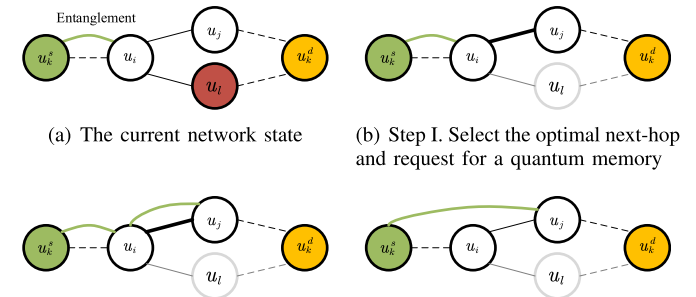 Entanglement
u_k^s u_i u_j u_l u_k^d
u_k^s u_i u_j u_l u_k^d
(a) The current network state
(b) Step I. Select the optimal next-hop
and request for a quantum memory
u_k^s u_i u_j u_l u_k^d
u_k^s u_i u_j u_l u_k^d